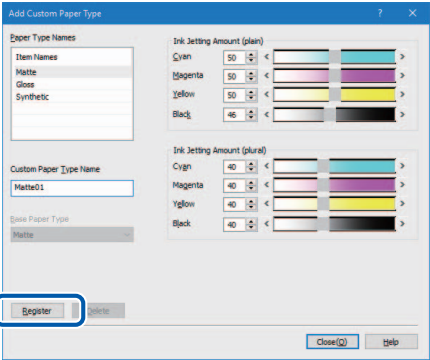 Add Custom Paper Type
Paper Type Names
Item Names
Matte
Gloss
Synthetic
Custom Paper Type Name
Matte01
Base Paper Type
Matte
Register
Delete
Ink Jetting Amount (plain)
Cyan 50
Magenta 50
Yellow 50
Black 46
Ink Jetting Amount (plural)
Cyan 40
Magenta 40
Yellow 40
Black 40
Close(O)
Help